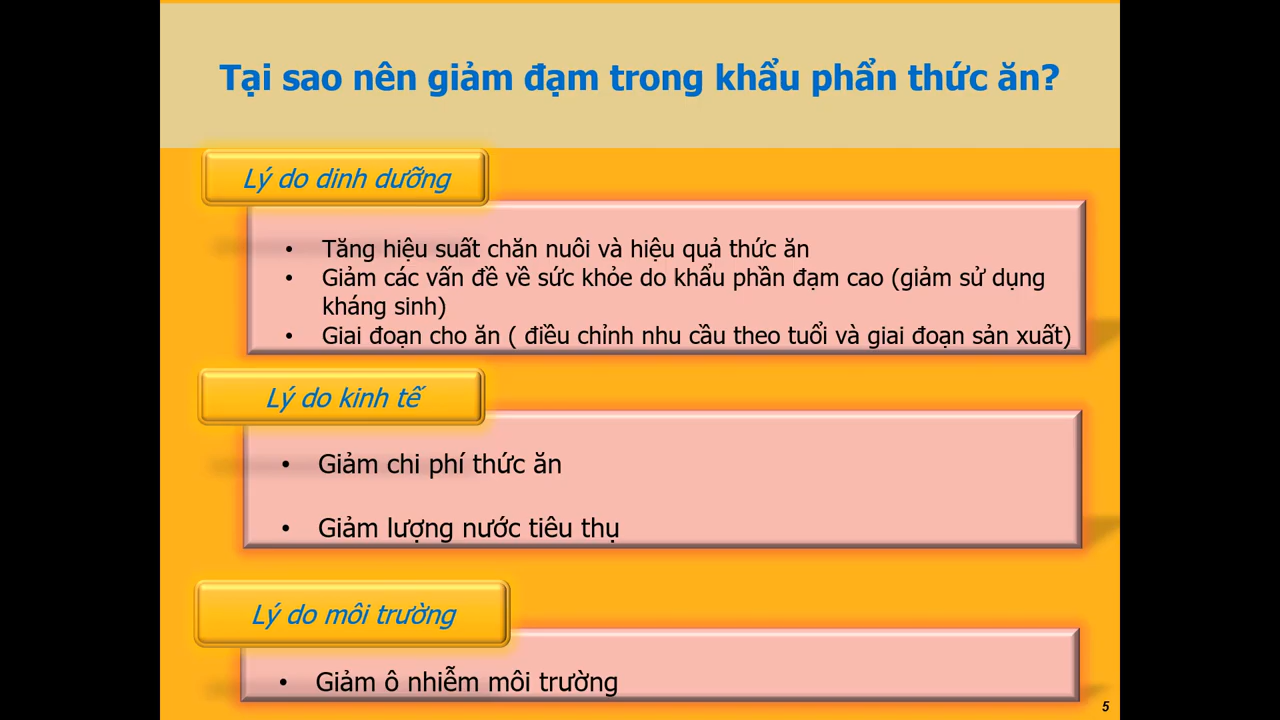 Tại sao nên giảm đạm trong khẩu phẩn thức ăn?
Lý do dinh dưỡng
• Tăng hiệu suất chăn nuôi và hiệu quả thức ăn
• Giảm các vấn đề về sức khỏe do khẩu phần đạm cao (giảm sử dụng
kháng sinh)
• Giai đoạn cho ăn ( điều chỉnh nhu cầu theo tuổi và giai đoạn sản xuất)
Lý do kinh tế
• Giảm chi phí thức ăn
• Giảm lượng nước tiêu thụ
Lý do môi trường
• Giảm ô nhiễm môi trường
5